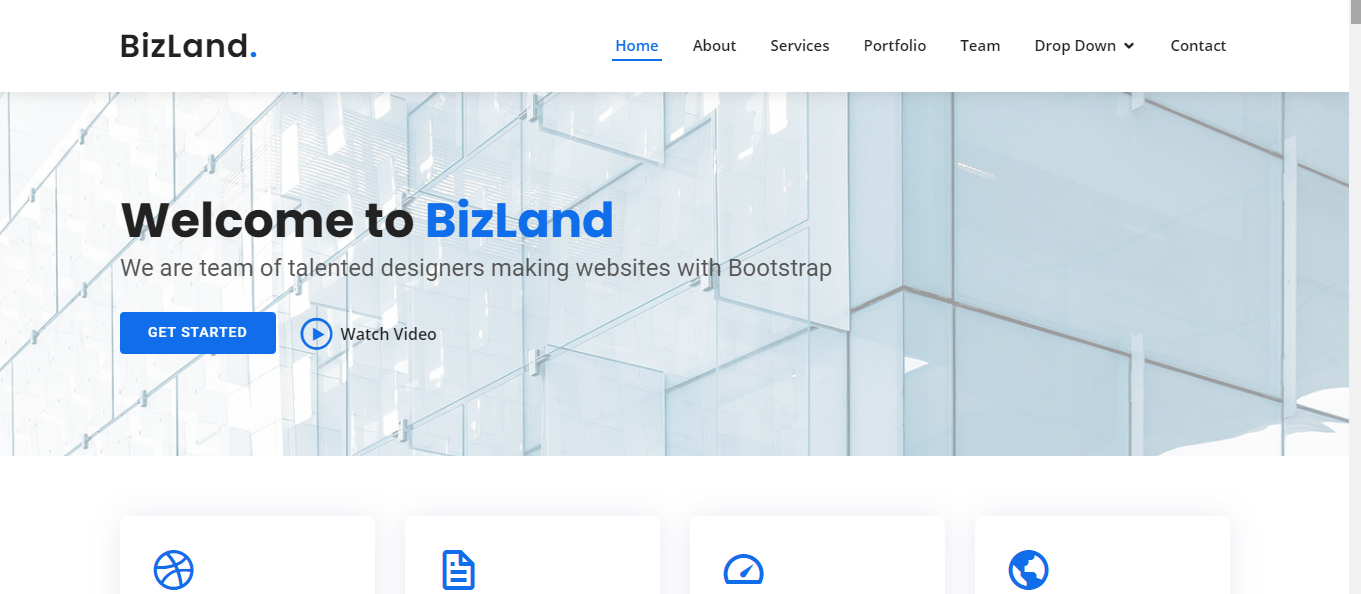 BizLand.
Home About Services Portfolio Team Drop Down Contact
Welcome to BizLand
We are team of talented designers making websites with Bootstrap
GET STARTED Watch Video